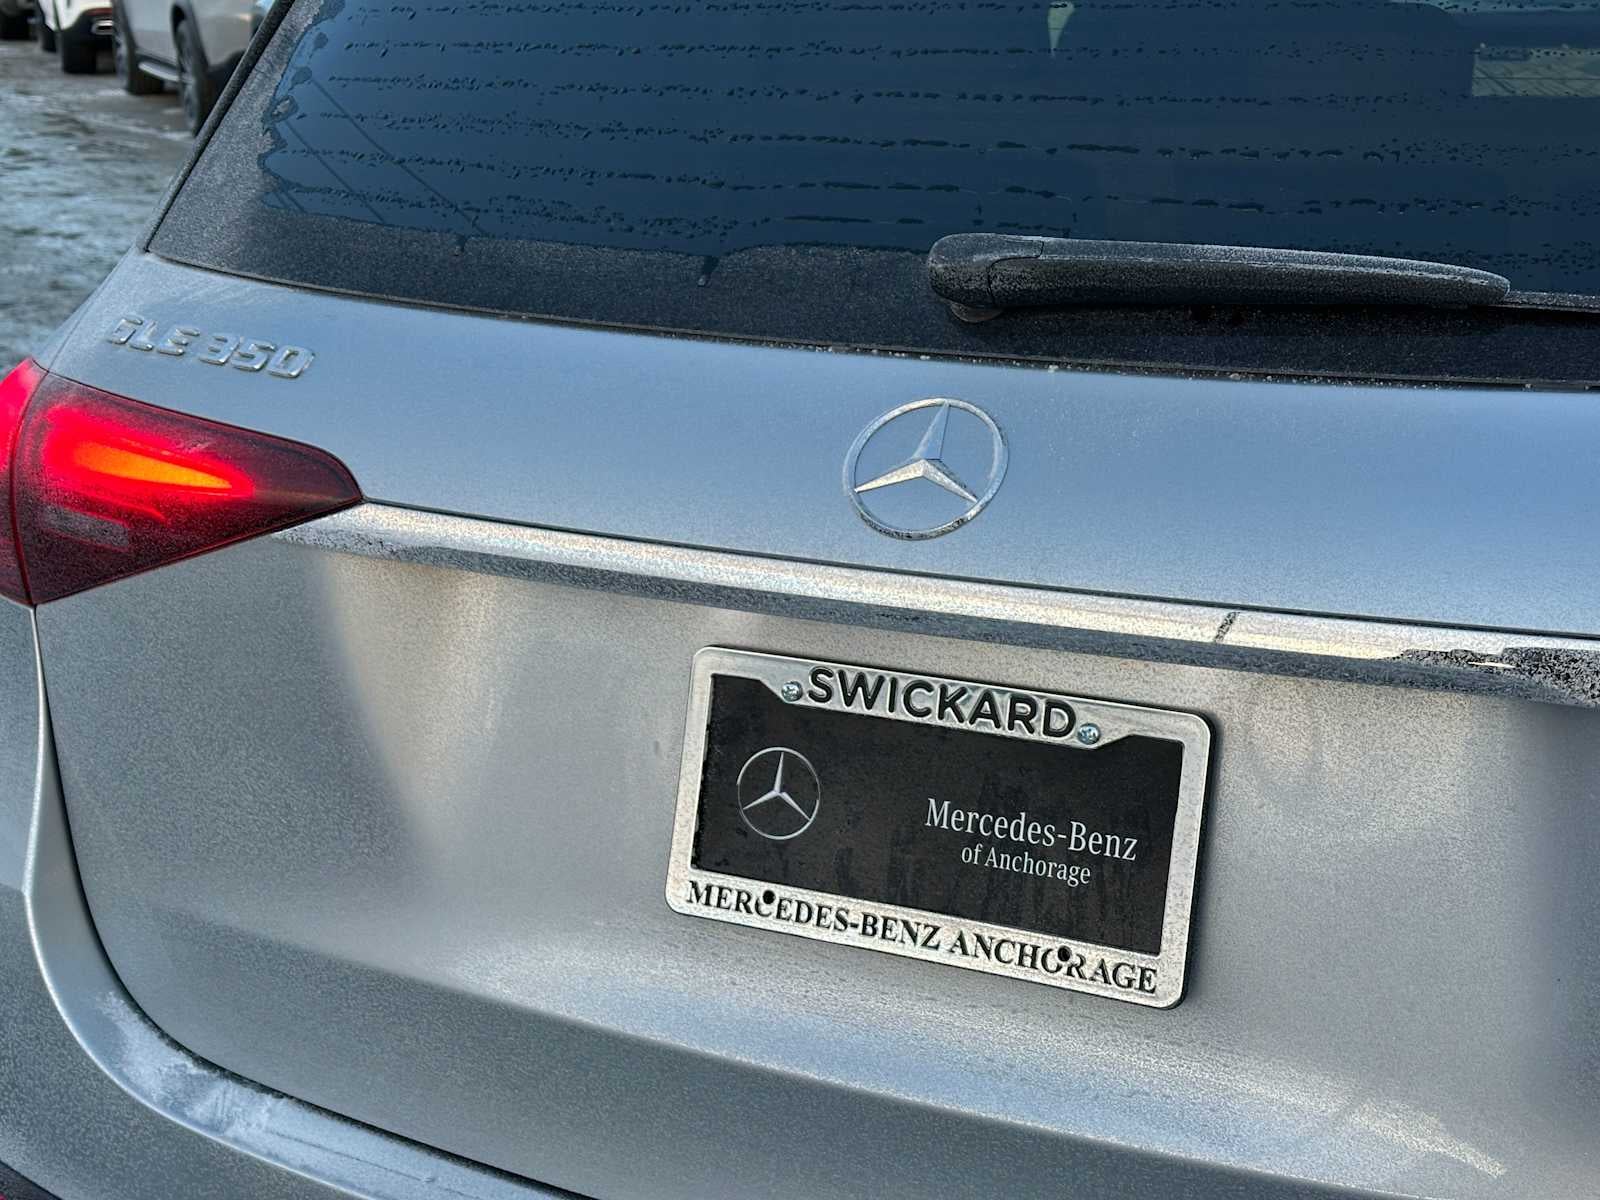 GLE 350
SWICKARD
Mercedes-Benz
of Anchorage
MERCEDES-BENZ ANCHORAGE